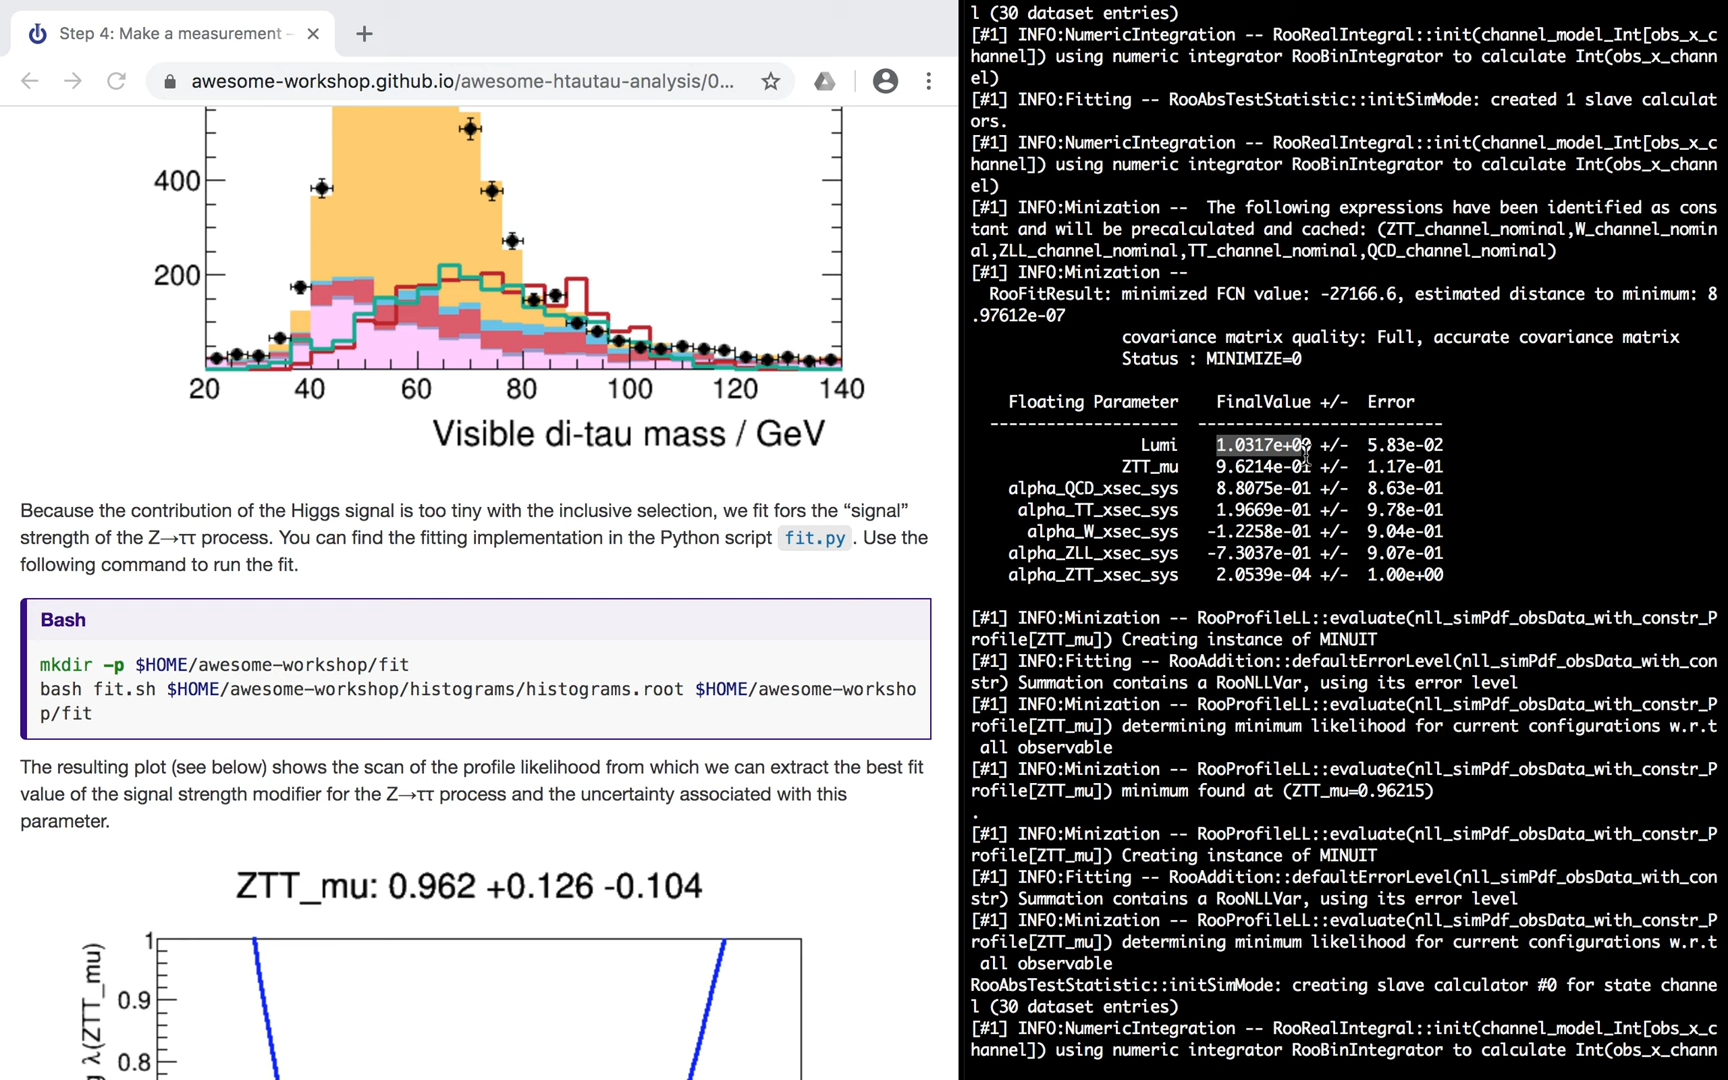 Step 4: Make a measurement –
awesome-workshop.github.io/awesome-htautau-analysis/0...
400
200
20 40 60 80 100 120 140
Visible di-tau mass / GeV
Because the contribution of the Higgs signal is too tiny with the inclusive selection, we fit fors the “signal”
strength of the Z→ττ process. You can find the fitting implementation in the Python script fit.py . Use the
following command to run the fit.
Bash
mkdir -p $HOME/awesome-workshop/fit
bash fit.sh $HOME/awesome-workshop/histograms/histograms.root $HOME/awesome-worksho
p/fit
The resulting plot (see below) shows the scan of the profile likelihood from which we can extract the best fit
value of the signal strength modifier for the Z→ττ process and the uncertainty associated with this
parameter.
ZTT_mu: 0.962 +0.126 -0.104
1
0.9
0.8
λ(ZTT_mu)
l (30 dataset entries)
[#1] INFO:NumericIntegration -- RooRealIntegral::init(channel_model_Int[obs_x_c
hannel]) using numeric integrator RooBinIntegrator to calculate Int(obs_x_chann
el)
[#1] INFO:Fitting -- RooAbsTestStatistic::initSimMode: created 1 slave calculat
ors.
[#1] INFO:NumericIntegration -- RooRealIntegral::init(channel_model_Int[obs_x_c
hannel]) using numeric integrator RooBinIntegrator to calculate Int(obs_x_chann
el)
[#1] INFO:Minization --  The following expressions have been identified as cons
tant and will be precalculated and cached: (ZTT_channel_nominal,W_channel_nomin
al,ZLL_channel_nominal,TT_channel_nominal,QCD_channel_nominal)
[#1] INFO:Minization --
RooFitResult: minimized FCN value: -27166.6, estimated distance to minimum: 8
.97612e-07
covariance matrix quality: Full, accurate covariance matrix
Status : MINIMIZE=0
Floating Parameter FinalValue +/- Error
-------------------- --------------------------
Lumi 1.0317e+00 +/- 5.83e-02
ZTT_mu 9.6214e-01 +/- 1.17e-01
alpha_QCD_xsec_sys 8.8075e-01 +/- 8.63e-01
alpha_TT_xsec_sys 1.9669e-01 +/- 9.78e-01
alpha_W_xsec_sys -1.2258e-01 +/- 9.04e-01
alpha_ZLL_xsec_sys -7.3037e-01 +/- 9.07e-01
alpha_ZTT_xsec_sys 2.0539e-04 +/- 1.00e+00
[#1] INFO:Minization -- RooProfileLL::evaluate(nll_simPdf_obsData_with_constr_P
rofile[ZTT_mu]) Creating instance of MINUIT
[#1] INFO:Fitting -- RooAddition::defaultErrorLevel(nll_simPdf_obsData_with_con
str) Summation contains a RooNLLVar, using its error level
[#1] INFO:Minization -- RooProfileLL::evaluate(nll_simPdf_obsData_with_constr_P
rofile[ZTT_mu]) determining minimum likelihood for current configurations w.r.t
all observable
[#1] INFO:Minization -- RooProfileLL::evaluate(nll_simPdf_obsData_with_constr_P
rofile[ZTT_mu]) minimum found at (ZTT_mu=0.96215)
.
[#1] INFO:Minization -- RooProfileLL::evaluate(nll_simPdf_obsData_with_constr_P
rofile[ZTT_mu]) Creating instance of MINUIT
[#1] INFO:Fitting -- RooAddition::defaultErrorLevel(nll_simPdf_obsData_with_con
str) Summation contains a RooNLLVar, using its error level
[#1] INFO:Minization -- RooProfileLL::evaluate(nll_simPdf_obsData_with_constr_P
rofile[ZTT_mu]) determining minimum likelihood for current configurations w.r.t
all observable
RooAbsTestStatistic::initSimMode: creating slave calculator #0 for state channe
l (30 dataset entries)
[#1] INFO:NumericIntegration -- RooRealIntegral::init(channel_model_Int[obs_x_c
hannel]) using numeric integrator RooBinIntegrator to calculate Int(obs_x_chann